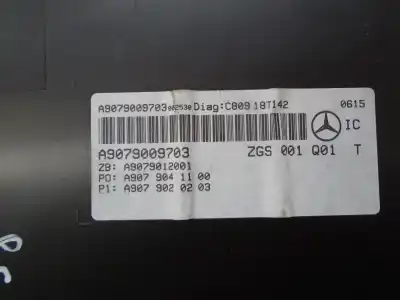 A9079009703 002530 Diag:C809 18T142 0615
IC
A9079009703 ZGS 001 Q01 T
ZB: A9079012001
P0: A907 904 11 00
P1: A907 902 02 03